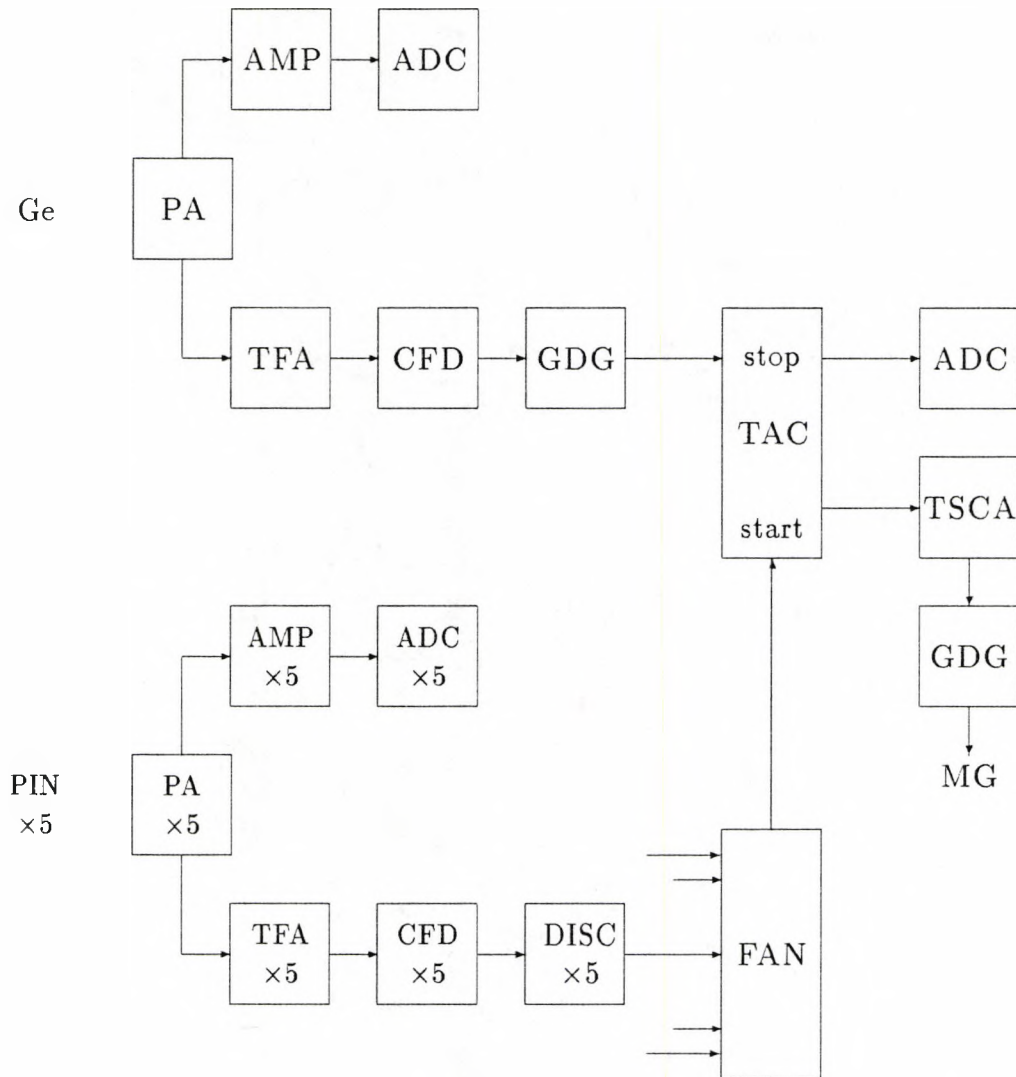 AMP
ADC
Ge
PA
TFA
CFD
GDG
stop
TAC
start
ADC
TSCA
GDG
MG
AMP
×5
ADC
×5
PIN
×5
PA
×5
TFA
×5
CFD
×5
DISC
×5
FAN